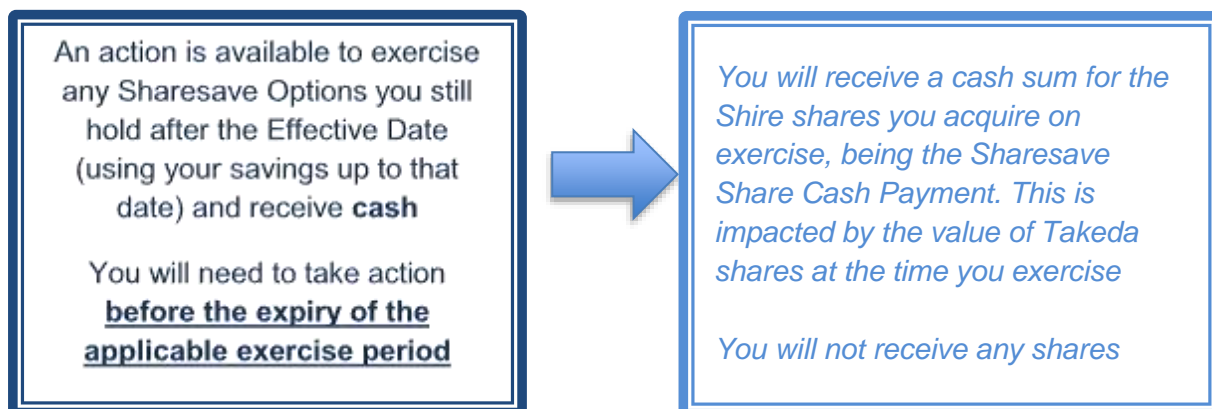 An action is available to exercise
any Sharesave Options you still
hold after the Effective Date
(using your savings up to that
date) and receive cash
You will need to take action
before the expiry of the
applicable exercise period
You will receive a cash sum for the
Shire shares you acquire on
exercise, being the Sharesave
Share Cash Payment. This is
impacted by the value of Takeda
shares at the time you exercise
You will not receive any shares